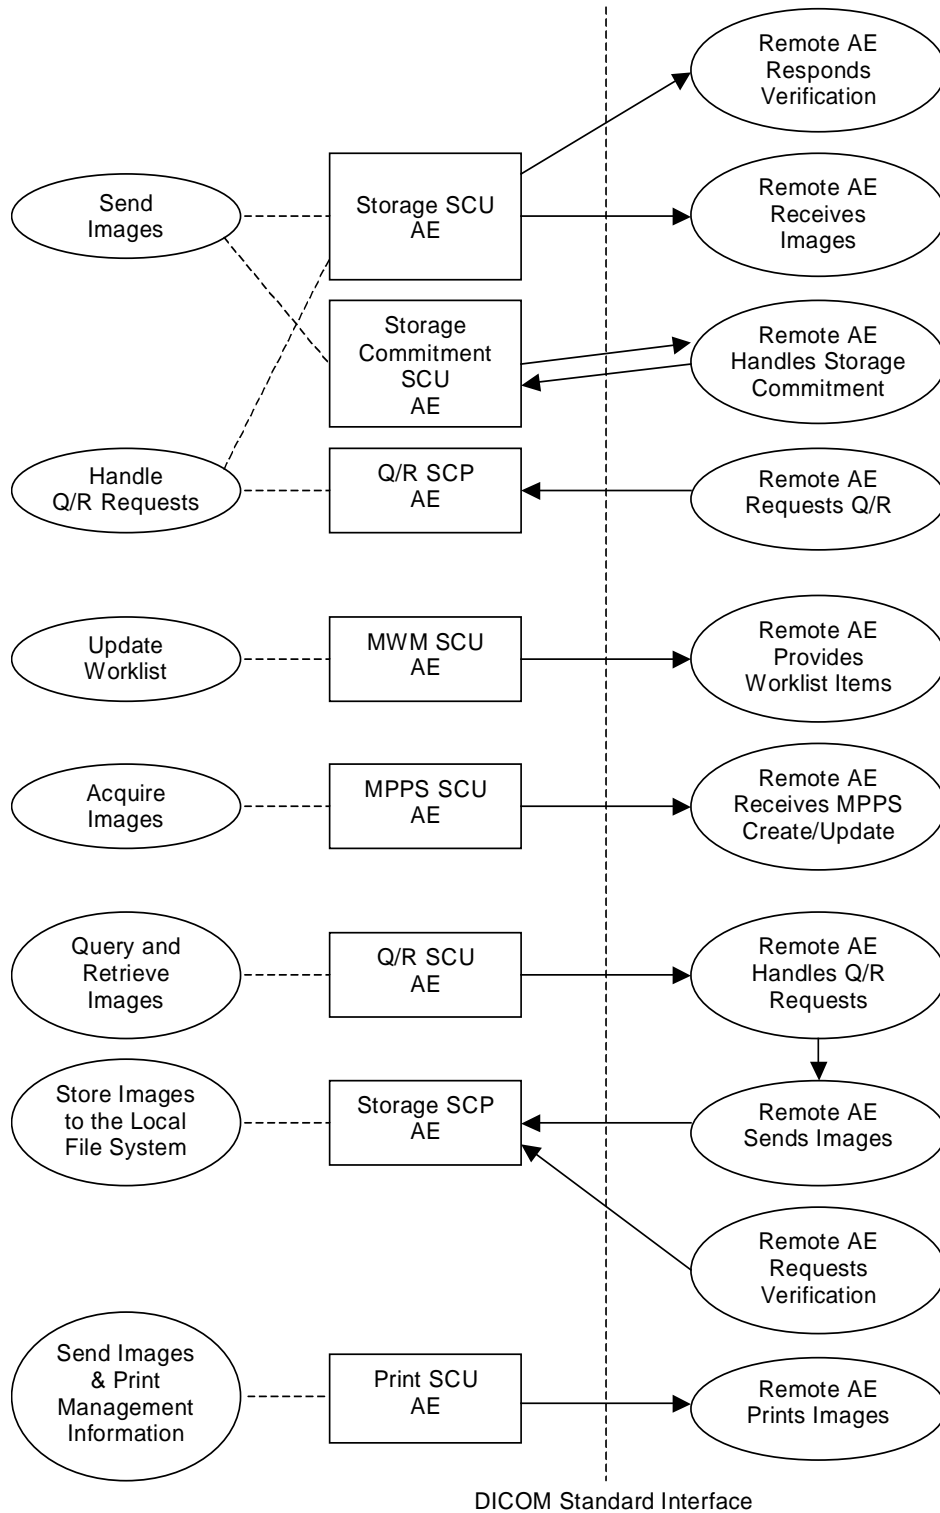 Remote AE
Responds
Verification
Send
Images
Storage SCU
AE
Remote AE
Receives
Images
Storage
Commitment
SCU
AE
Remote AE
Handles Storage
Commitment
Handle
Q/R Requests
Q/R SCP
AE
Remote AE
Requests Q/R
Update
Worklist
MWM SCU
AE
Remote AE
Provides
Worklist Items
Acquire
Images
MPPS SCU
AE
Remote AE
Receives MPPS
Create/Update
Query and
Retrieve
Images
Q/R SCU
AE
Remote AE
Handles Q/R
Requests
Store Images
to the Local
File System
Storage SCP
AE
Remote AE
Sends Images
Remote AE
Requests
Verification
Send Images
& Print
Management
Information
Print SCU
AE
Remote AE
Prints Images
DICOM Standard Interface